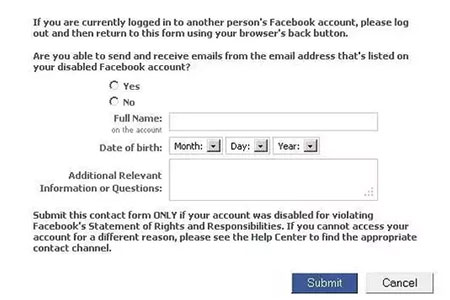 If you are currently logged in to another person's Facebook account, please log
out and then return to this form using your browser's back button.
Are you able to send and receive emails from the email address that's listed on
your disabled Facebook account?
Yes
No
Full Name:
on the account
Date of birth: Month: Day: Year:
Additional Relevant
Information or Questions:
Submit this contact form ONLY if your account was disabled for violating
Facebook's Statement of Rights and Responsibilities. If you cannot access your
account for a different reason, please see the Help Center to find the appropriate
contact channel.
Submit Cancel